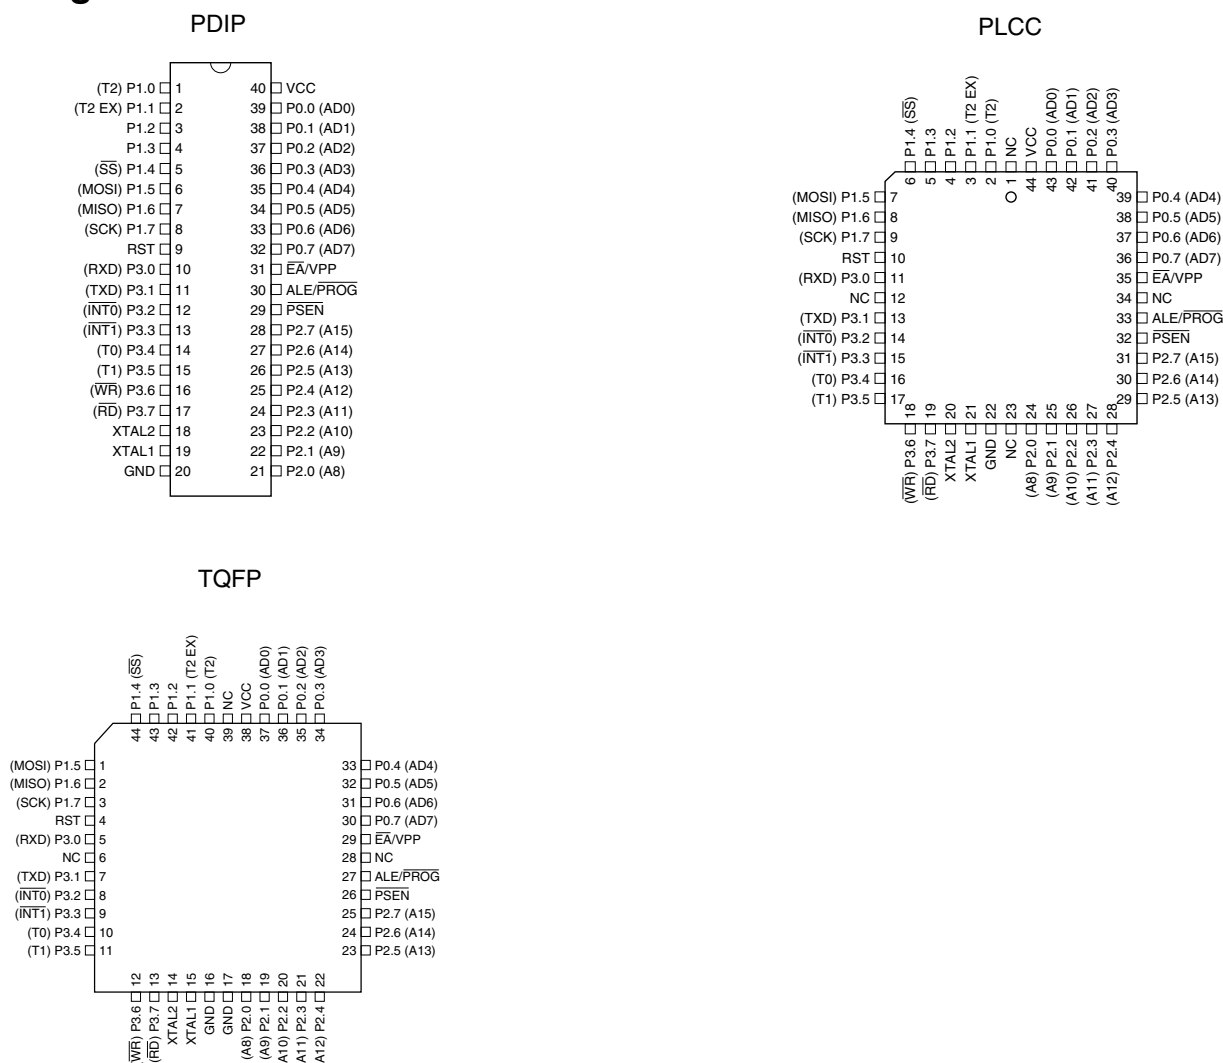 PDIP
(T2) P1.0 1
(T2 EX) P1.1 2
P1.2 3
P1.3 4
(SS) P1.4 5
(MOSI) P1.5 6
(MISO) P1.6 7
(SCK) P1.7 8
RST 9
(RXD) P3.0 10
(TXD) P3.1 11
(INT0) P3.2 12
(INT1) P3.3 13
(T0) P3.4 14
(T1) P3.5 15
(WR) P3.6 16
(RD) P3.7 17
XTAL2 18
XTAL1 19
GND 20
40 VCC
39 P0.0 (AD0)
38 P0.1 (AD1)
37 P0.2 (AD2)
36 P0.3 (AD3)
35 P0.4 (AD4)
34 P0.5 (AD5)
33 P0.6 (AD6)
32 P0.7 (AD7)
31 EA/VPP
30 ALE/PROG
29 PSEN
28 P2.7 (A15)
27 P2.6 (A14)
26 P2.5 (A13)
25 P2.4 (A12)
24 P2.3 (A11)
23 P2.2 (A10)
22 P2.1 (A9)
21 P2.0 (A8)
PLCC
6 P1.4 (SS)
5 P1.3
4 P1.2
3 P1.1 (T2 EX)
2 P1.0 (T2)
1 NC
44 VCC
43 P0.0 (AD0)
42 P0.1 (AD1)
41 P0.2 (AD2)
40 P0.3 (AD3)
(MOSI) P1.5 7
(MISO) P1.6 8
(SCK) P1.7 9
RST 10
(RXD) P3.0 11
NC 12
(TXD) P3.1 13
(INT0) P3.2 14
(INT1) P3.3 15
(T0) P3.4 16
(T1) P3.5 17
39 P0.4 (AD4)
38 P0.5 (AD5)
37 P0.6 (AD6)
36 P0.7 (AD7)
35 EA/VPP
34 NC
33 ALE/PROG
32 PSEN
31 P2.7 (A15)
30 P2.6 (A14)
29 P2.5 (A13)
(WR) P3.6 18
(RD) P3.7 19
XTAL2 20
XTAL1 21
GND 22
NC 23
(A8) P2.0 24
(A9) P2.1 25
(A10) P2.2 26
(A11) P2.3 27
(A12) P2.4 28
TQFP
44 P1.4 (SS)
43 P1.3
42 P1.2
41 P1.1 (T2 EX)
40 P1.0 (T2)
39 NC
38 VCC
37 P0.0 (AD0)
36 P0.1 (AD1)
35 P0.2 (AD2)
34 P0.3 (AD3)
(MOSI) P1.5 1
(MISO) P1.6 2
(SCK) P1.7 3
RST 4
(RXD) P3.0 5
NC 6
(TXD) P3.1 7
(INT0) P3.2 8
(INT1) P3.3 9
(T0) P3.4 10
(T1) P3.5 11
33 P0.4 (AD4)
32 P0.5 (AD5)
31 P0.6 (AD6)
30 P0.7 (AD7)
29 EA/VPP
28 NC
27 ALE/PROG
26 PSEN
25 P2.7 (A15)
24 P2.6 (A14)
23 P2.5 (A13)
WR) P3.6 12
(RD) P3.7 13
XTAL2 14
XTAL1 15
GND 16
GND 17
(A8) P2.0 18
(A9) P2.1 19
A10) P2.2 20
A11) P2.3 21
A12) P2.4 22